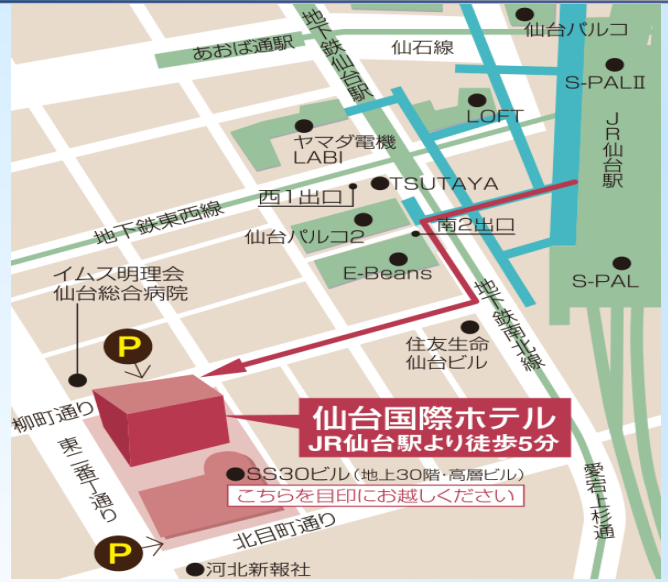 仙台パルコ
あおば通駅
仙石線
地下鉄仙台駅
S-PALⅡ
LOFT
JR仙台駅
ヤマダ電機
LABI
TSUTAYA
西1出口
地下鉄東西線
仙台パルコ2
南2出口
E-Beans
S-PAL
イムス明理会
仙台総合病院
地下鉄南北線
P
住友生命
仙台ビル
柳町通り
仙台国際ホテル
JR仙台駅より徒歩5分
東二番丁通り
SS30ビル(地上30階・高層ビル)
こちらを目印にお越しください
愛宕上杉通
北目町通り
P
河北新報社